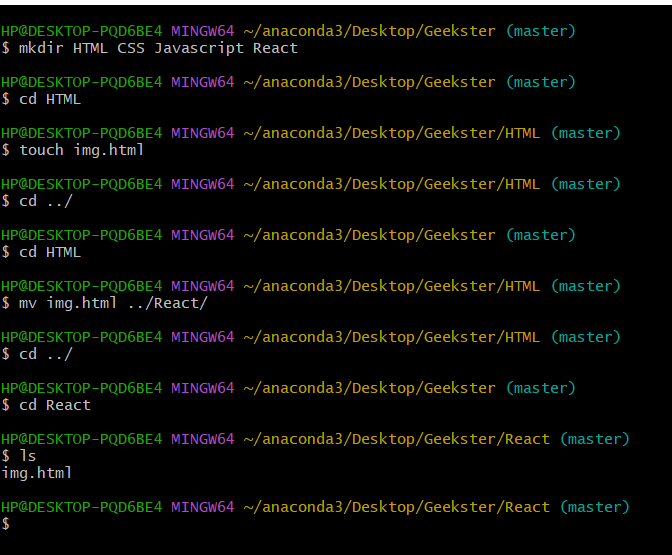 HP@DESKTOP-PQD6BE4 MINGW64 ~/anaconda3/Desktop/Geekster (master)
$ mkdir HTML CSS Javascript React
HP@DESKTOP-PQD6BE4 MINGW64 ~/anaconda3/Desktop/Geekster (master)
$ cd HTML
HP@DESKTOP-PQD6BE4 MINGW64 ~/anaconda3/Desktop/Geekster/HTML (master)
$ touch img.html
HP@DESKTOP-PQD6BE4 MINGW64 ~/anaconda3/Desktop/Geekster/HTML (master)
$ cd ../
HP@DESKTOP-PQD6BE4 MINGW64 ~/anaconda3/Desktop/Geekster (master)
$ cd HTML
HP@DESKTOP-PQD6BE4 MINGW64 ~/anaconda3/Desktop/Geekster/HTML (master)
$ mv img.html ../React/
HP@DESKTOP-PQD6BE4 MINGW64 ~/anaconda3/Desktop/Geekster/HTML (master)
$ cd ../
HP@DESKTOP-PQD6BE4 MINGW64 ~/anaconda3/Desktop/Geekster (master)
$ cd React
HP@DESKTOP-PQD6BE4 MINGW64 ~/anaconda3/Desktop/Geekster/React (master)
$ ls
img.html
HP@DESKTOP-PQD6BE4 MINGW64 ~/anaconda3/Desktop/Geekster/React (master)
$